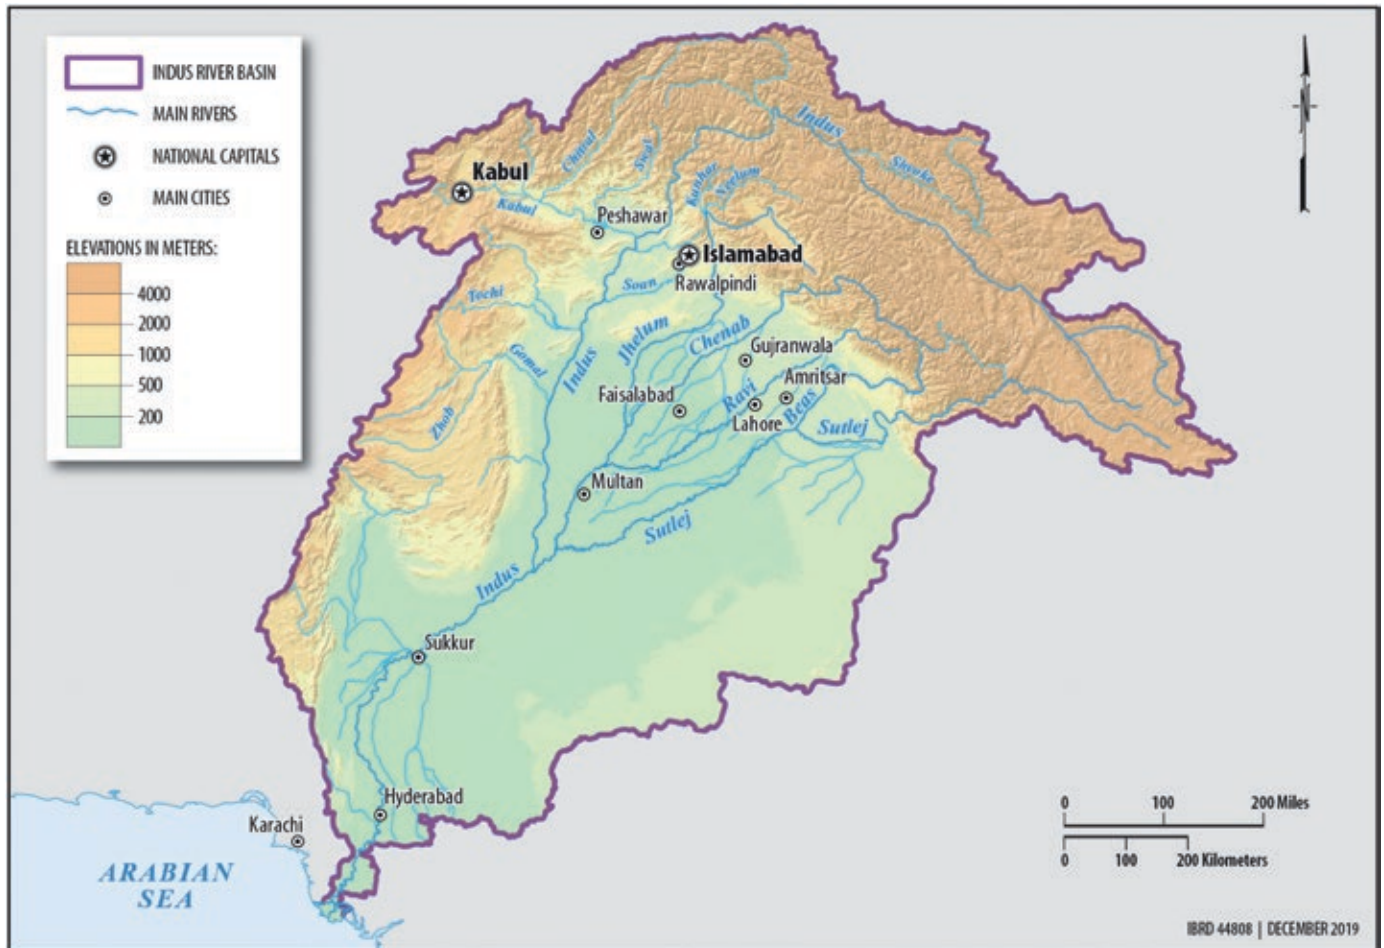 INDUS RIVER BASIN
MAIN RIVERS
NATIONAL CAPITALS
MAIN CITIES
ELEVATIONS IN METERS:
4000
2000
1000
500
200
Indus
Chitral
Swat
Shyoke
Kunhar
Neelum
Kabul
Kabul
Peshawar
Islamabad
Rawalpindi
Soan
Tochi
Gomal
Indus
Jhelum
Chenab
Gujranwala
Amritsar
Faisalabad
Ravi
Lahore
Beas
Sutlej
Zhob
Multan
Sutlej
Indus
Sukkur
Hyderabad
Karachi
ARABIAN
SEA
N
0 100 200 Miles
0 100 200 Kilometers
IBRD 44808 | DECEMBER 2019